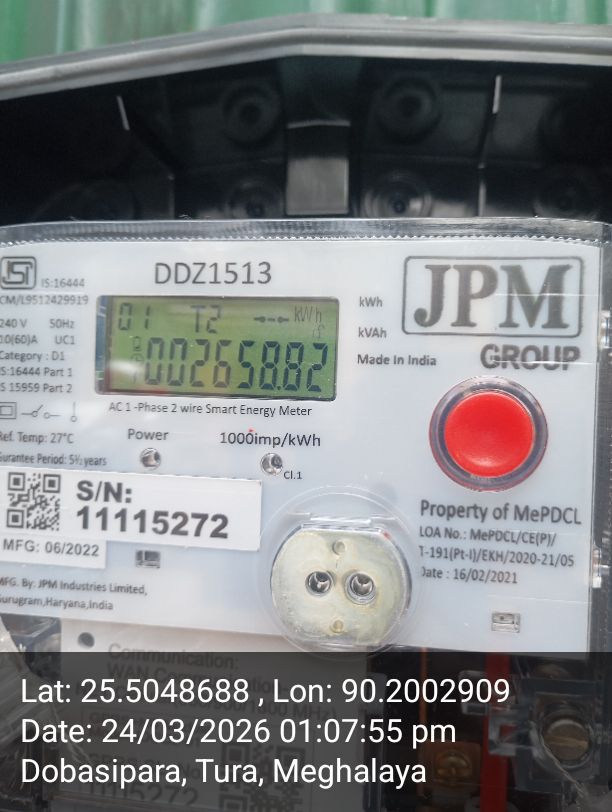 DDZ1513
IS:16444
CM/L9512429919
240 V 50Hz
10(60)A UC1
Category : D1
IS:16444 Part 1
IS 15959 Part 2
Ref. Temp: 27°C
Gurantee Period: 5½ years
01 T2 kWh
002658.82
AC 1 -Phase 2 wire Smart Energy Meter
Power
1000imp/kWh
Cl.1
kWh
kVAh
Made In India
JPM
GROUP
S/N:
11115272
MFG: 06/2022
MFG. By: JPM Industries Limited,
Gurugram,Haryana,India
Property of MePDCL
LOA No.: MePDCL/CE(P)/
T-191(Pt-I)/EKH/2020-21/05
Date : 16/02/2021
Communication:
11115272
Lat: 25.5048688 , Lon: 90.2002909
Date: 24/03/2026 01:07:55 pm
Dobasipara, Tura, Meghalaya